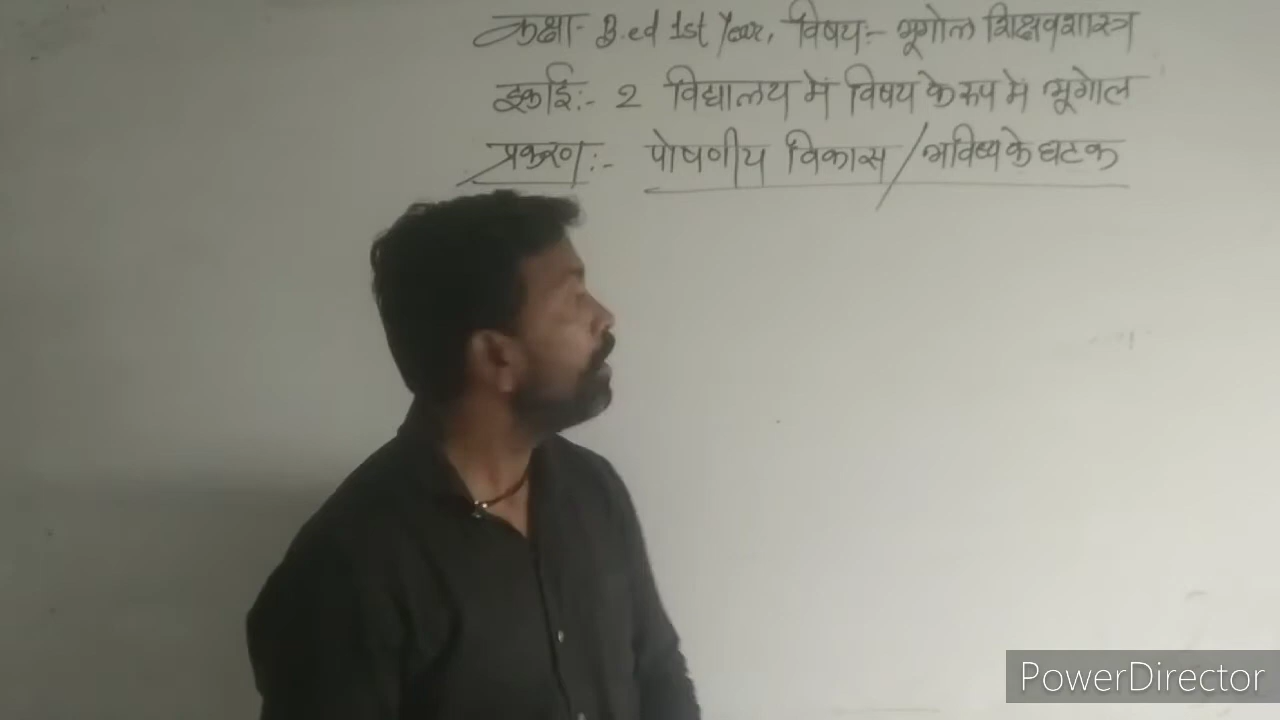 कक्षा- B.ed 1st Year, विषय:- भूगोल शिक्षणशास्त्र
इकाई:- 2 विद्यालय में विषय के रूप में भूगोल
प्रकरण:- पोषणीय विकास / भविष्य के घटक
PowerDirector